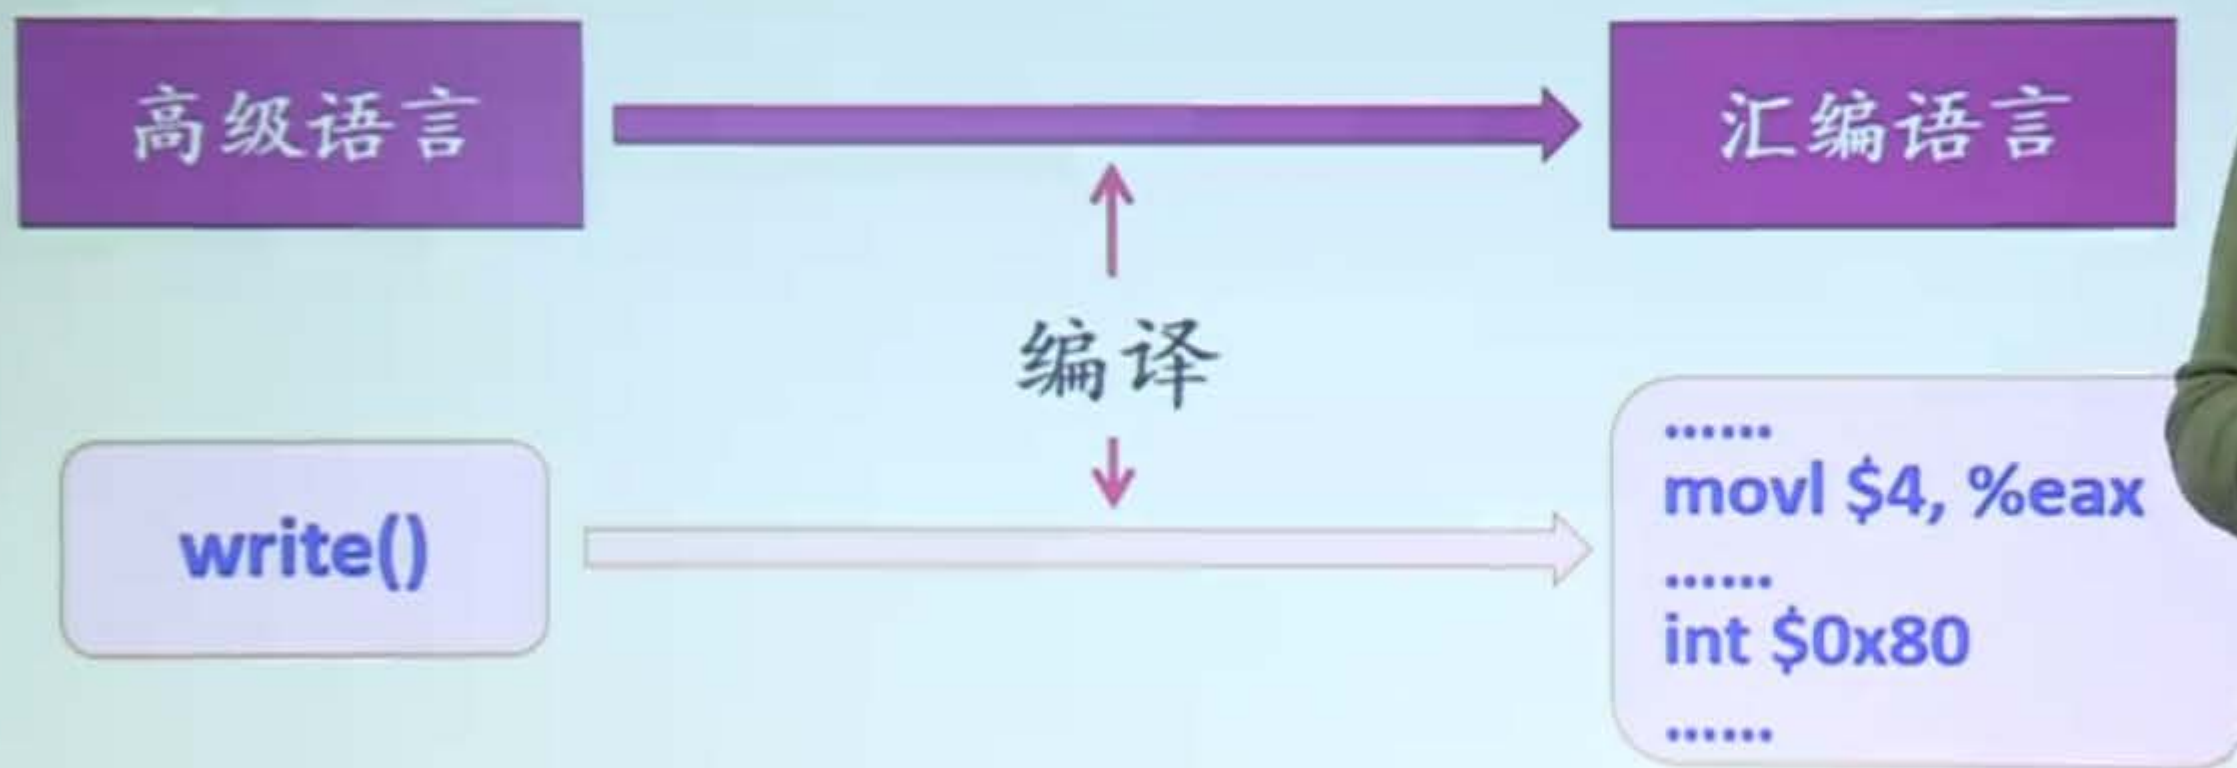 高级语言
汇编语言
编译
write()
......
movl $4, %eax
......
int $0x80
......